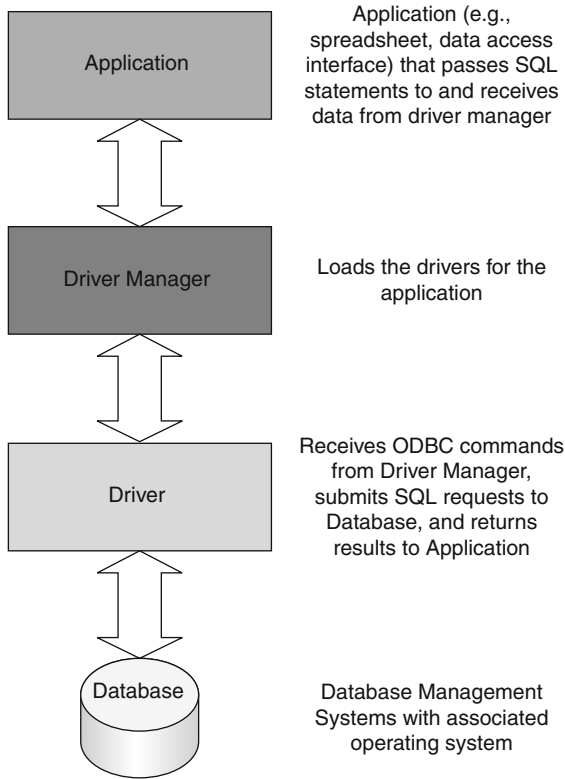 Application
Application (e.g.,
spreadsheet, data access
interface) that passes SQL
statements to and receives
data from driver manager
Driver Manager
Loads the drivers for the
application
Driver
Receives ODBC commands
from Driver Manager,
submits SQL requests to
Database, and returns
results to Application
Database
Database Management
Systems with associated
operating system